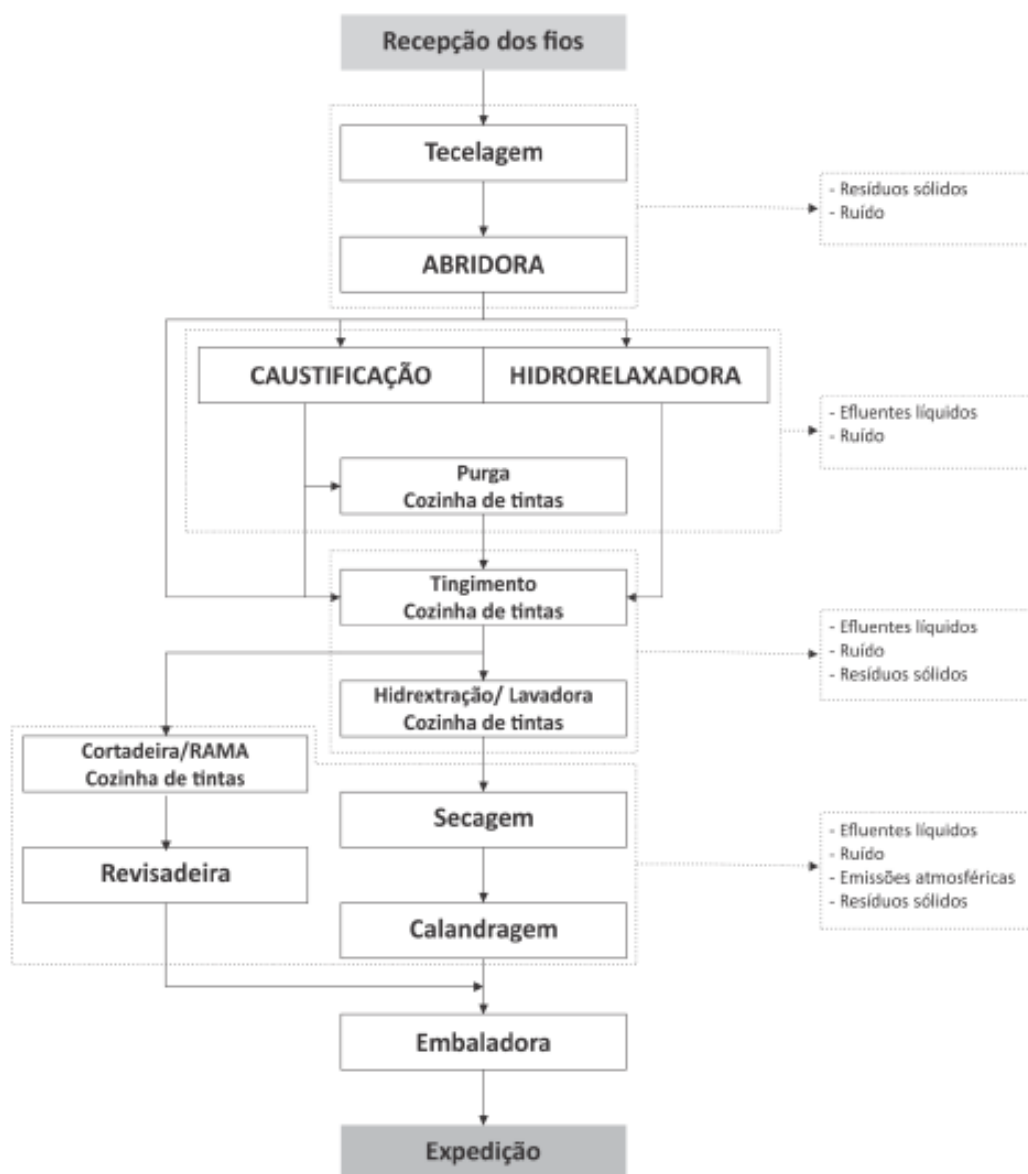 Recepção dos fios
Tecelagem
- Resíduos sólidos
- Ruído
ABRIDORA
CAUSTIFICAÇÃO
HIDRORELAXADORA
- Efluentes líquidos
- Ruído
Purga
Cozinha de tintas
Tingimento
Cozinha de tintas
- Efluentes líquidos
- Ruído
- Resíduos sólidos
Hidrextração/ Lavadora
Cozinha de tintas
Cortadeira/RAMA
Cozinha de tintas
Secagem
- Efluentes líquidos
- Ruído
- Emissões atmosféricas
- Resíduos sólidos
Revisadeira
Calandragem
Embaladora
Expedição